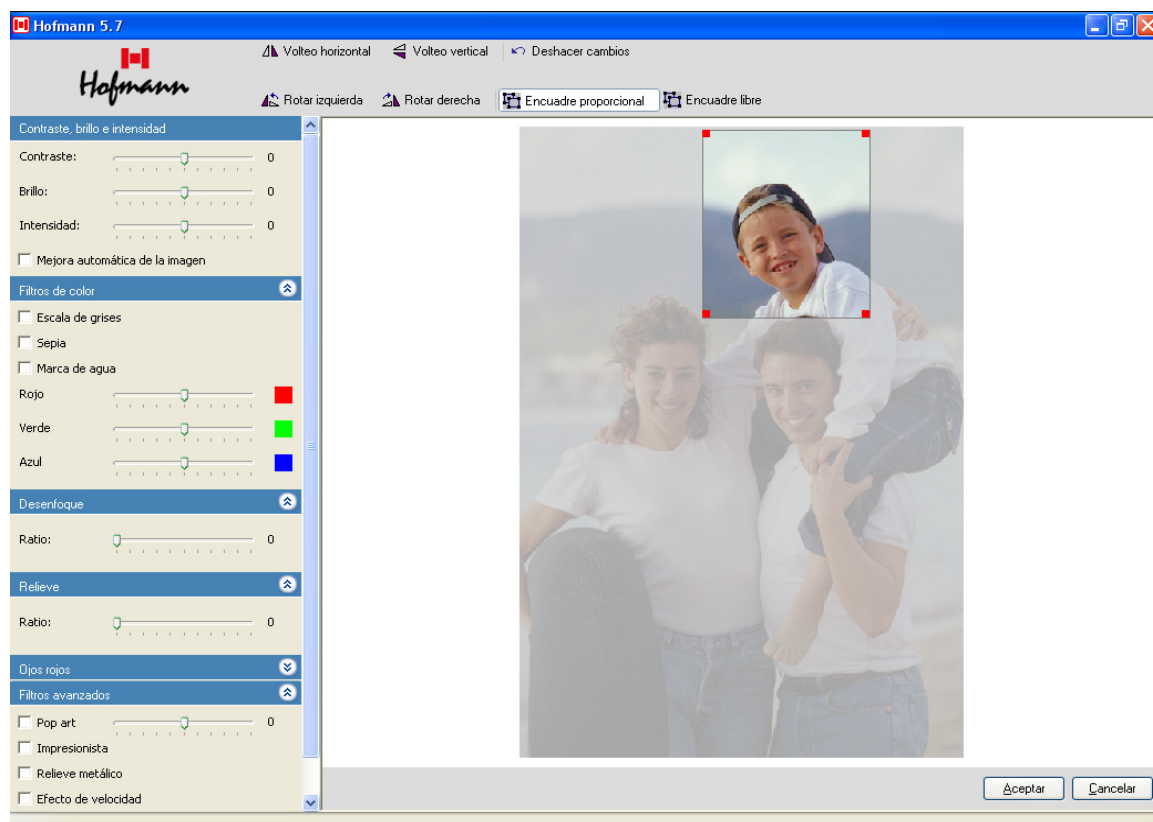 Hofmann 5.7
Hofmann
Volteo horizontal Volteo vertical Deshacer cambios
Rotar izquierda Rotar derecha Encuadre proporcional Encuadre libre
Contraste, brillo e intensidad
Contraste: 0
Brillo: 0
Intensidad: 0
Mejora automática de la imagen
Filtros de color
Escala de grises
Sepia
Marca de agua
Rojo
Verde
Azul
Desenfoque
Ratio: 0
Relieve
Ratio: 0
Ojos rojos
Filtros avanzados
Pop art 0
Impresionista
Relieve metálico
Efecto de velocidad
Aceptar Cancelar